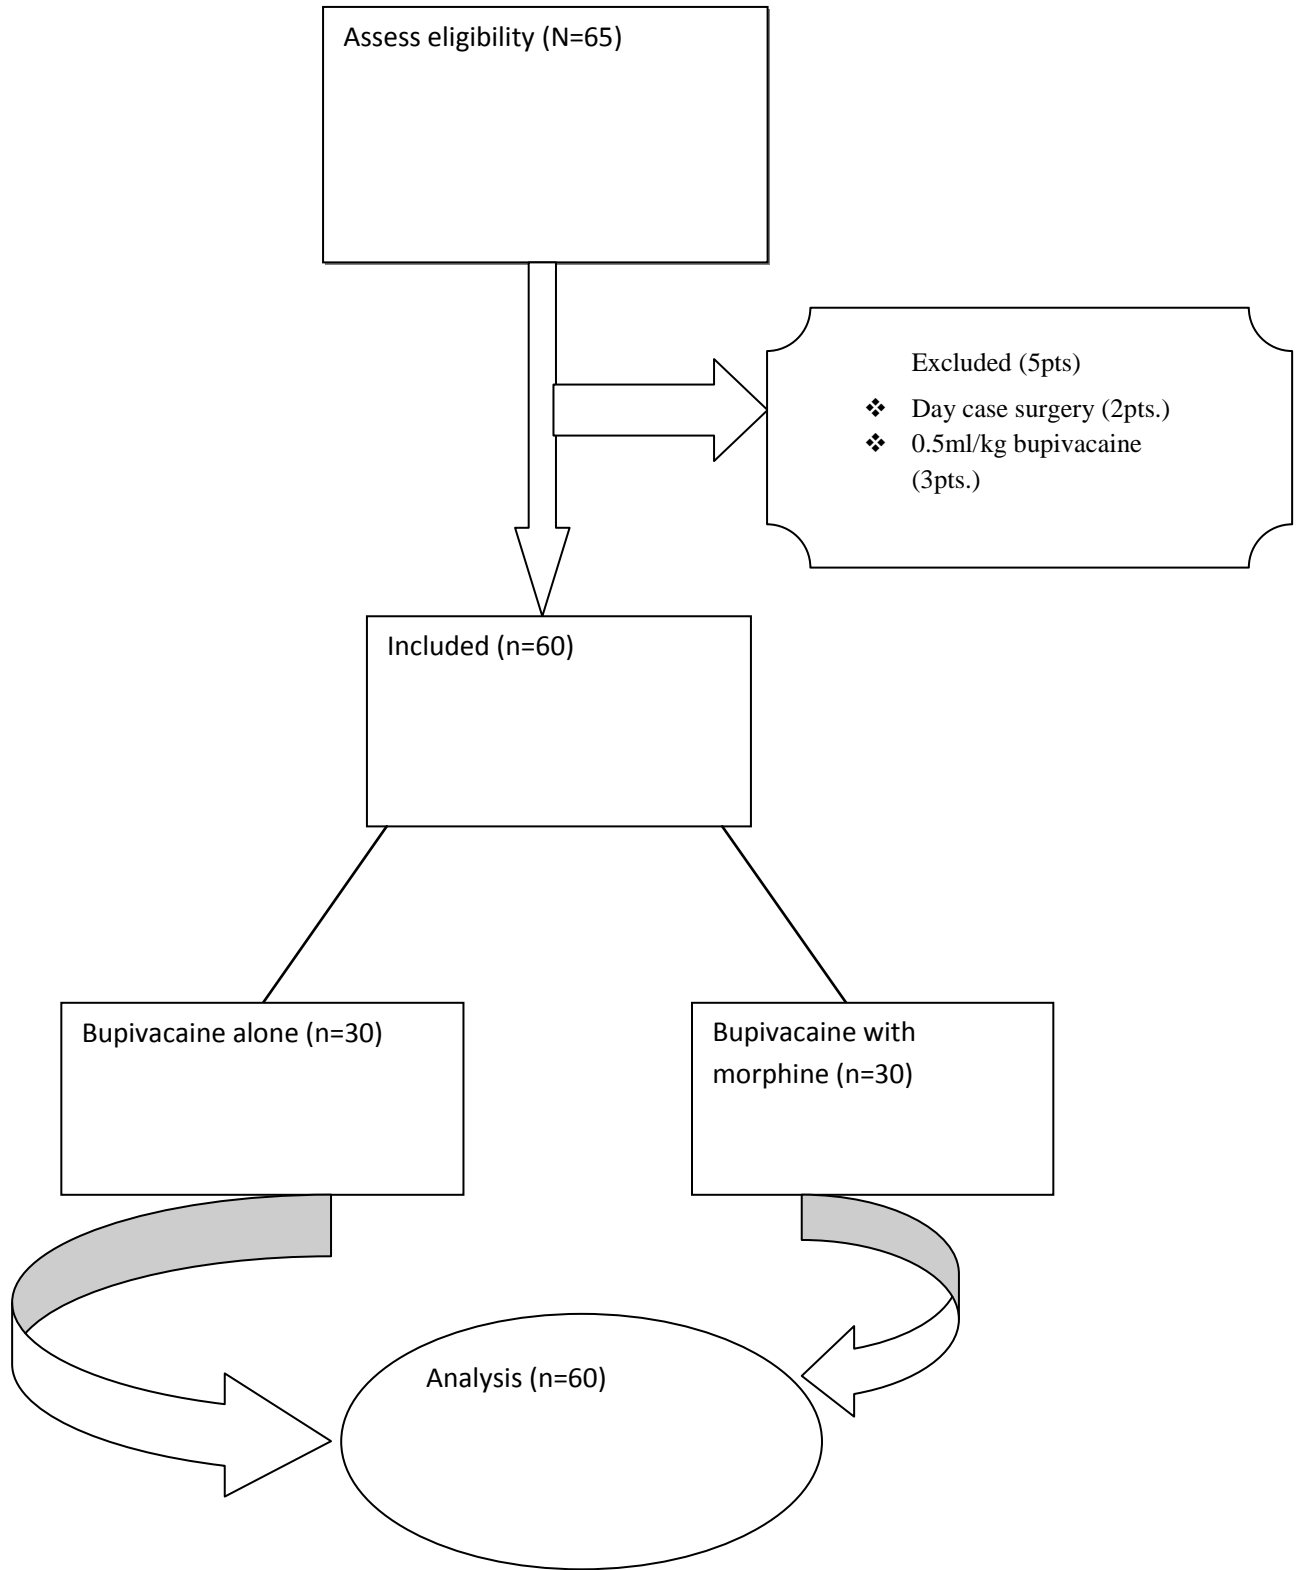 Assess eligibility (N=65)
Excluded (5pts)
❖ Day case surgery (2pts.)
❖ 0.5ml/kg bupivacaine
(3pts.)
Included (n=60)
Bupivacaine alone (n=30)
Bupivacaine with
morphine (n=30)
Analysis (n=60)